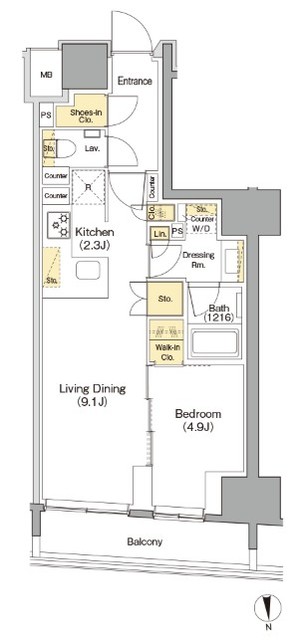 MB
Entrance
PS
Shoes-in
Clo.
Sto.
Lav.
Counter
Counter
R
Counter
Kitchen
(2.3J)
Clo.
Sto.
Counter
W/D
Lin.
PS
Dressing
Rm.
Sto.
Sto.
Bath
(1216)
Walk-in
Clo.
Living Dining
(9.1J)
Bedroom
(4.9J)
Balcony
N